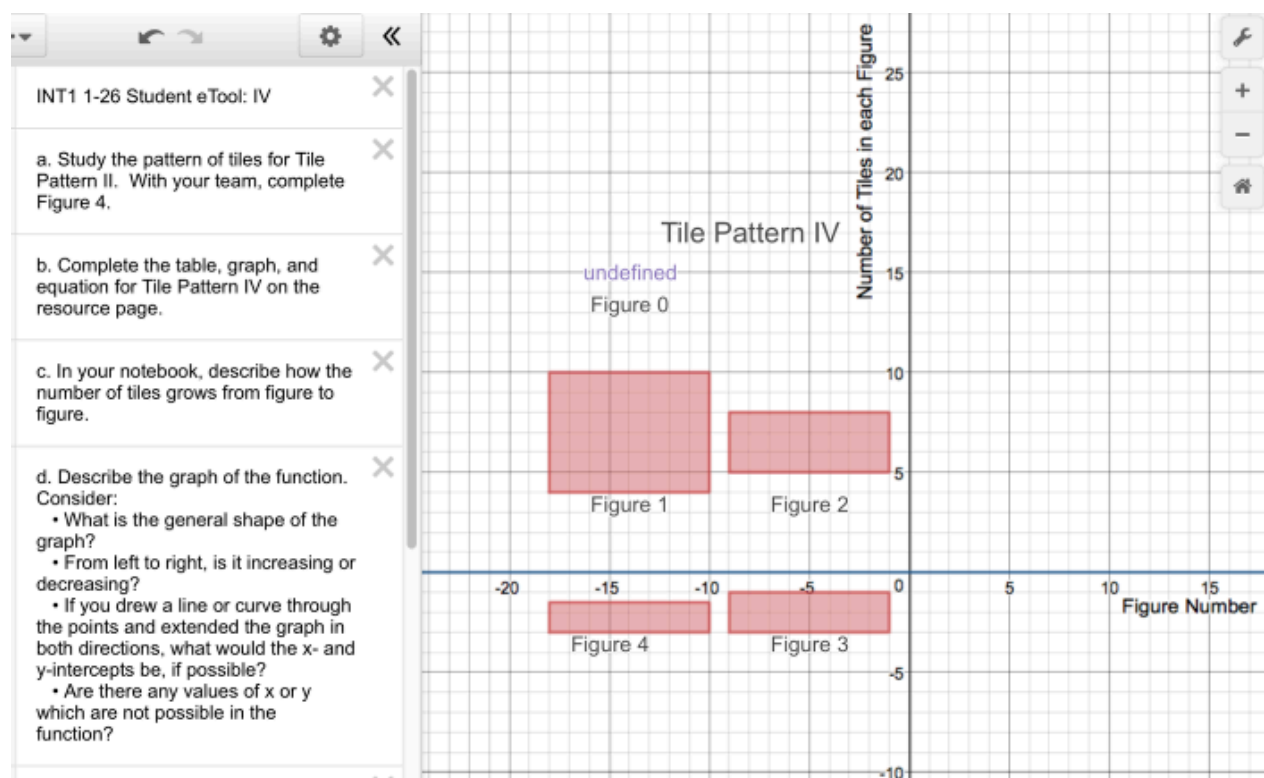 INT1 1-26 Student eTool: IV
a. Study the pattern of tiles for Tile
Pattern II.  With your team, complete
Figure 4.
b. Complete the table, graph, and
equation for Tile Pattern IV on the
resource page.
c. In your notebook, describe how the
number of tiles grows from figure to
figure.
d. Describe the graph of the function.
Consider:
• What is the general shape of the
graph?
• From left to right, is it increasing or
decreasing?
• If you drew a line or curve through
the points and extended the graph in
both directions, what would the x- and
y-intercepts be, if possible?
• Are there any values of x or y
which are not possible in the
function?
Number of Tiles in each Figure
25
20
Tile Pattern IV
undefined
15
Figure 0
10
5
Figure 1 Figure 2
-20 -15 -10 -5 0 5 10 15
Figure Number
Figure 4 Figure 3
-5
-10